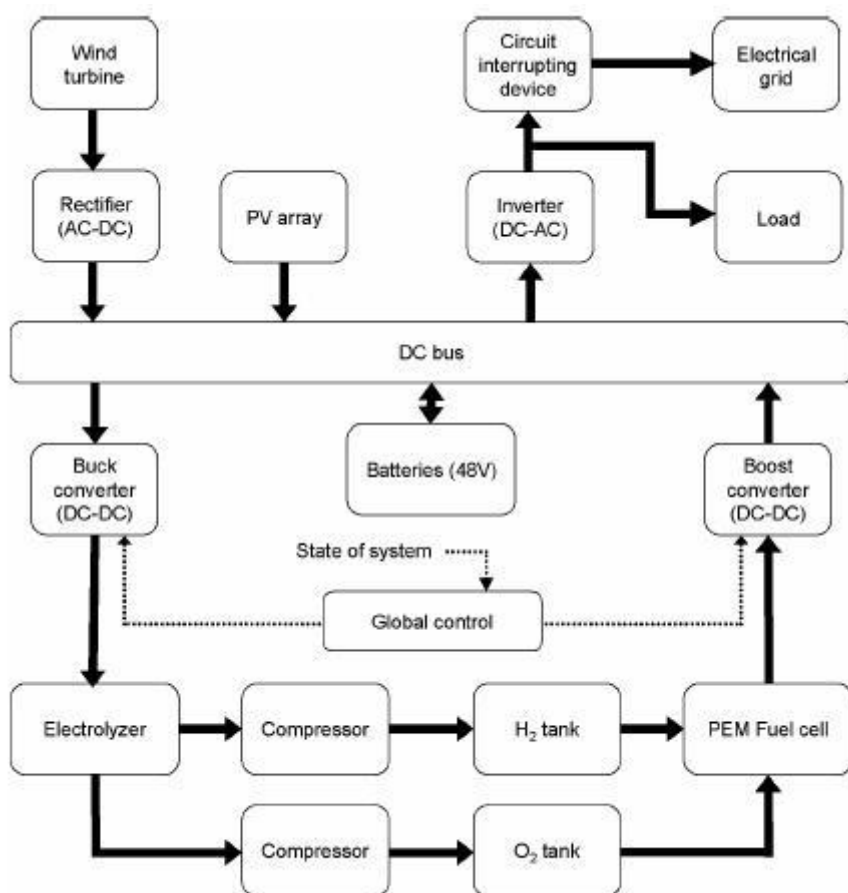 Wind
turbine
Circuit
interrupting
device
Electrical
grid
Rectifier
(AC-DC)
PV array
Inverter
(DC-AC)
Load
DC bus
Buck
converter
(DC-DC)
Batteries (48V)
Boost
converter
(DC-DC)
State of system
Global control
Electrolyzer
Compressor
H₂ tank
PEM Fuel cell
Compressor
O₂ tank